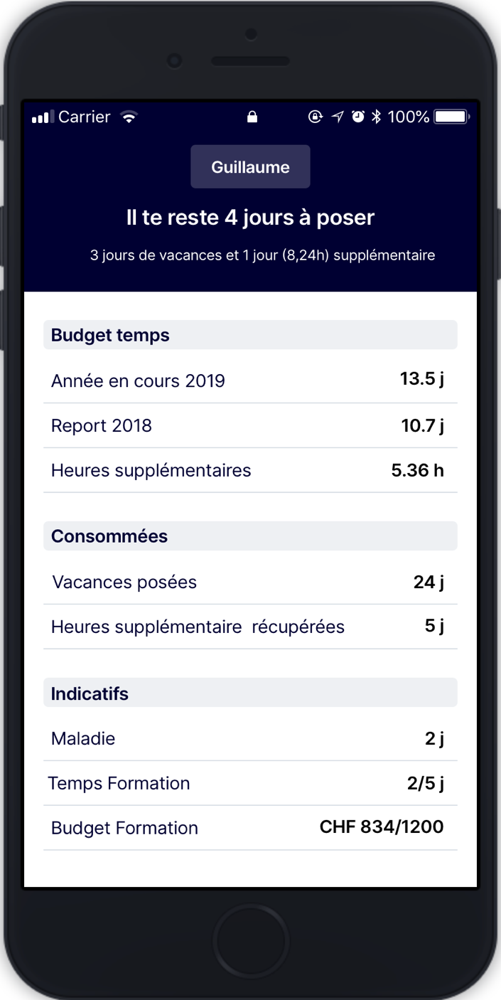 Carrier 100%
Guillaume
Il te reste 4 jours à poser
3 jours de vacances et 1 jour (8,24h) supplémentaire
Budget temps
Année en cours 2019 13.5 j
Report 2018 10.7 j
Heures supplémentaires 5.36 h
Consommées
Vacances posées 24 j
Heures supplémentaire récupérées 5 j
Indicatifs
Maladie 2 j
Temps Formation 2/5 j
Budget Formation CHF 834/1200